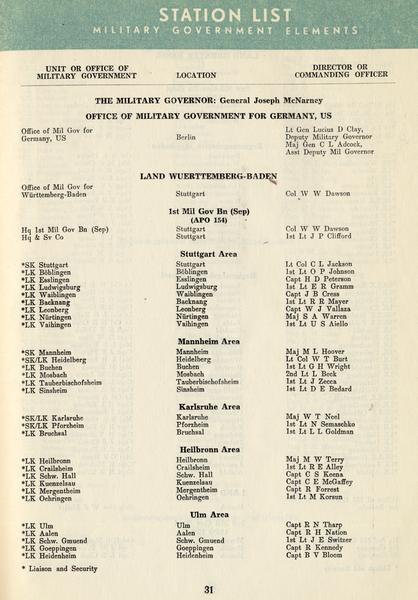 STATION LIST
MILITARY GOVERNMENT ELEMENTS
UNIT OR OFFICE OF MILITARY GOVERNMENT LOCATION DIRECTOR OR COMMANDING OFFICER
THE MILITARY GOVERNOR: General Joseph McNarney
OFFICE OF MILITARY GOVERNMENT FOR GERMANY, US
Office of Mil Gov for Germany, US Berlin Lt Gen Lucius D Clay,
Deputy Military Governor
Maj Gen C L Adcock,
Asst Deputy Mil Governor
LAND WUERTTEMBERG-BADEN
Office of Mil Gov for
Württemberg-Baden Stuttgart Col W W Dawson
1st Mil Gov Bn (Sep)
(APO 154)
Hq 1st Mil Gov Bn (Sep) Stuttgart Col W W Dawson
Hq & Sv Co Stuttgart 1st Lt J P Clifford
Stuttgart Area
*SK Stuttgart Stuttgart Lt Col C L Jackson
*LK Böblingen Böblingen 1st Lt O P Johnson
*LK Esslingen Esslingen Capt H D Peterson
*LK Ludwigsburg Ludwigsburg 1st Lt E R Gramm
*LK Waiblingen Waiblingen Capt J B Cress
*LK Backnang Backnang 1st Lt R R Mayer
*LK Leonberg Leonberg Capt W J Vallaza
*LK Nürtingen Nürtingen Maj S A Warren
*LK Vaihingen Vaihingen 1st Lt U S Aiello
Mannheim Area
*SK Mannheim Mannheim Maj M L Hoover
*SK/LK Heidelberg Heidelberg Lt Col W T Burt
*LK Buchen Buchen 1st Lt G H Wright
*LK Mosbach Mosbach 2nd Lt L Beck
*LK Tauberbischofsheim Tauberbischofsheim 1st Lt J Zecca
*LK Sinsheim Sinsheim 1st Lt D E Bedard
Karlsruhe Area
*SK/LK Karlsruhe Karlsruhe Maj W T Neel
*SK/LK Pforzheim Pforzheim 1st Lt N Semaschko
*LK Bruchsal Bruchsal 1st Lt L L Goldman
Heilbronn Area
*LK Heilbronn Heilbronn Maj M W Terry
*LK Crailsheim Crailsheim 1st Lt R E Alley
*LK Schw. Hall Schw. Hall Capt C S Keena
*LK Kuenzelsau Kuenzelsau Capt C E McGaffey
*LK Mergentheim Mergentheim Capt R Forrest
*LK Oehringen Oehringen 1st Lt M Korsun
Ulm Area
*LK Ulm Ulm Capt R N Tharp
*LK Aalen Aalen Capt R H Nation
*LK Schw. Gmuend Schw. Gmuend 1st Lt J E Switzer
*LK Goeppingen Goeppingen Capt R Kennedy
*LK Heidenheim Heidenheim Capt B V Bloom
* Liaison and Security
31